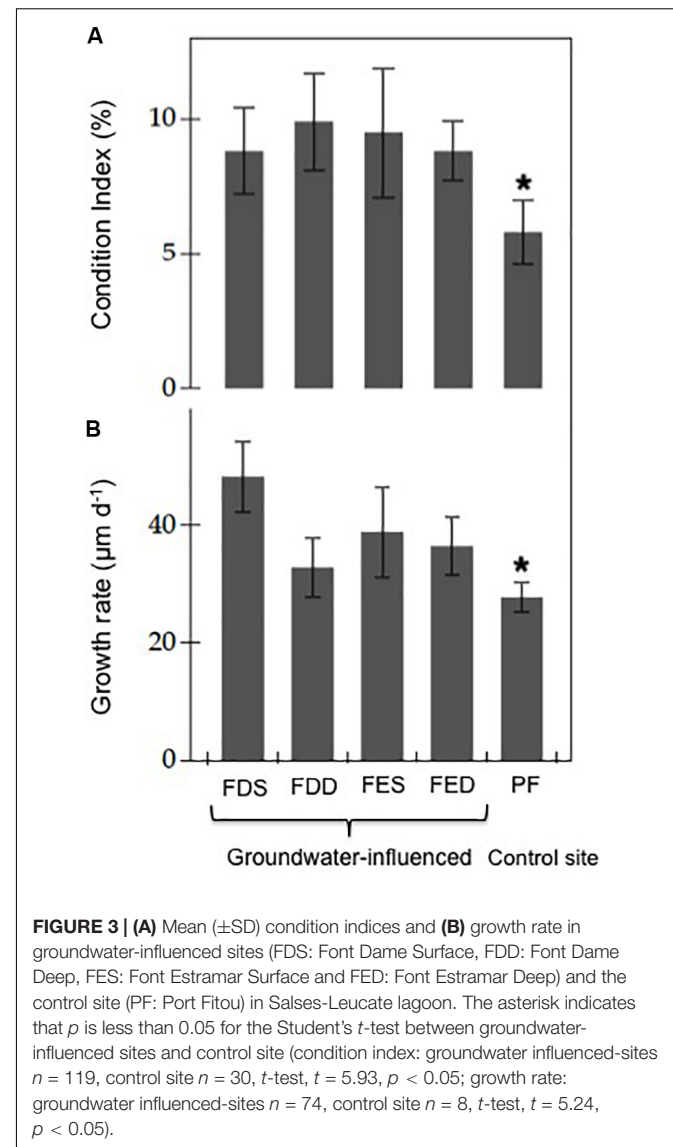 A
Condition Index (%)
10
5
0
*
B
Growth rate (µm d⁻¹)
40
20
0
*
FDS FDD FES FED PF
Groundwater-influenced Control site
FIGURE 3 | (A) Mean (±SD) condition indices and (B) growth rate in
groundwater-influenced sites (FDS: Font Dame Surface, FDD: Font Dame
Deep, FES: Font Estramar Surface and FED: Font Estramar Deep) and the
control site (PF: Port Fitou) in Salses-Leucate lagoon. The asterisk indicates
that p is less than 0.05 for the Student's t-test between groundwater-
influenced sites and control site (condition index: groundwater influenced-sites
n = 119, control site n = 30, t-test, t = 5.93, p < 0.05; growth rate:
groundwater influenced-sites n = 74, control site n = 8, t-test, t = 5.24,
p < 0.05).